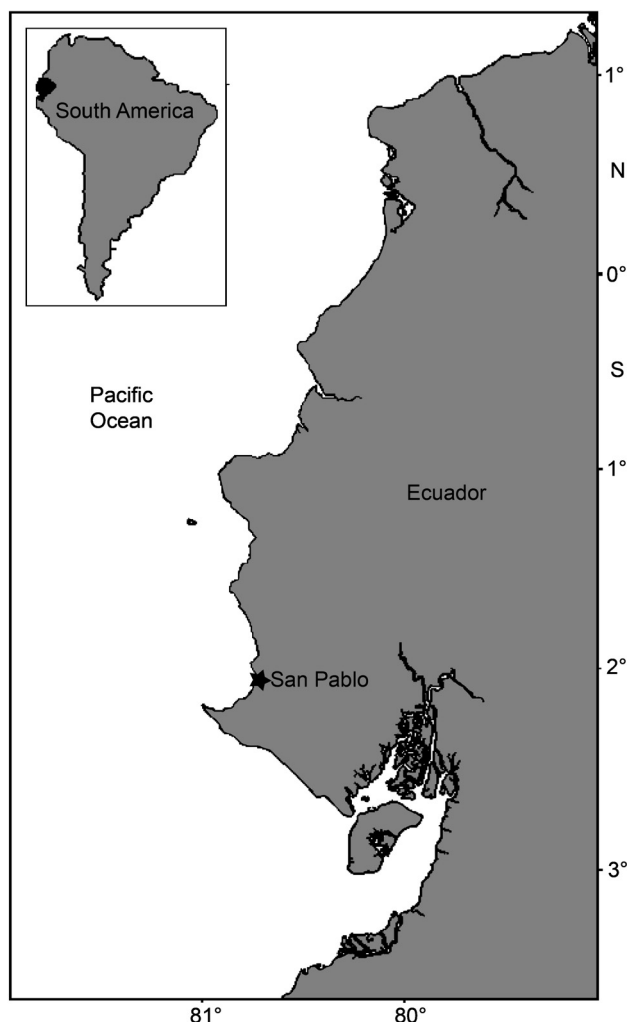 South America
Pacific
Ocean
Ecuador
San Pablo
1°
N
0°
S
1°
2°
3°
81°
80°